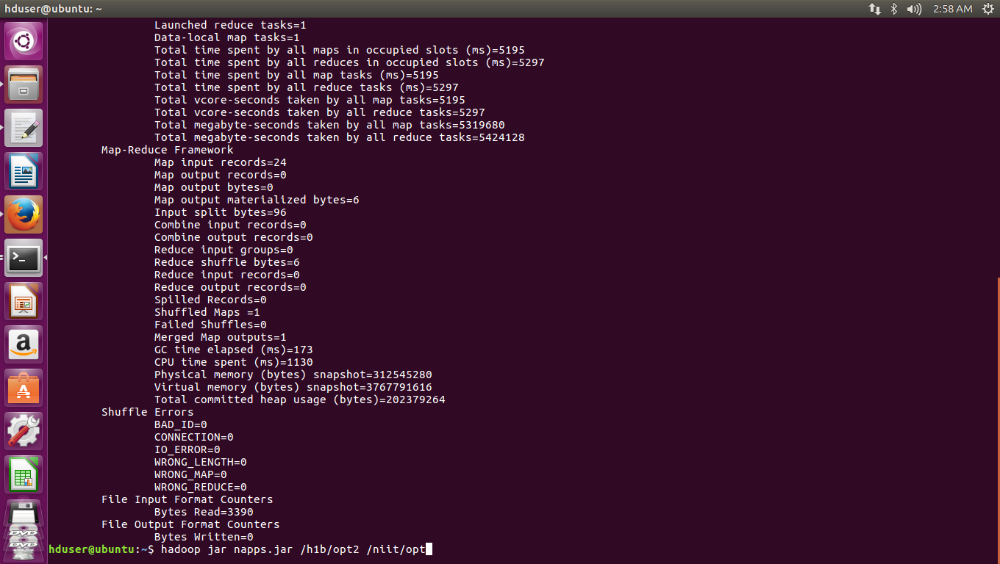 hduser@ubuntu: ~
2:58 AM
Launched reduce tasks=1
Data-local map tasks=1
Total time spent by all maps in occupied slots (ms)=5195
Total time spent by all reduces in occupied slots (ms)=5297
Total time spent by all map tasks (ms)=5195
Total time spent by all reduce tasks (ms)=5297
Total vcore-seconds taken by all map tasks=5195
Total vcore-seconds taken by all reduce tasks=5297
Total megabyte-seconds taken by all map tasks=5319680
Total megabyte-seconds taken by all reduce tasks=5424128
Map-Reduce Framework
Map input records=24
Map output records=0
Map output bytes=0
Map output materialized bytes=6
Input split bytes=96
Combine input records=0
Combine output records=0
Reduce input groups=0
Reduce shuffle bytes=6
Reduce input records=0
Reduce output records=0
Spilled Records=0
Shuffled Maps =1
Failed Shuffles=0
Merged Map outputs=1
GC time elapsed (ms)=173
CPU time spent (ms)=1130
Physical memory (bytes) snapshot=312545280
Virtual memory (bytes) snapshot=3767791616
Total committed heap usage (bytes)=202379264
Shuffle Errors
BAD_ID=0
CONNECTION=0
IO_ERROR=0
WRONG_LENGTH=0
WRONG_MAP=0
WRONG_REDUCE=0
File Input Format Counters
Bytes Read=3390
File Output Format Counters
Bytes Written=0
hduser@ubuntu:~$ hadoop jar napps.jar /h1b/opt2 /niit/opt
a
A
DVD
DVD